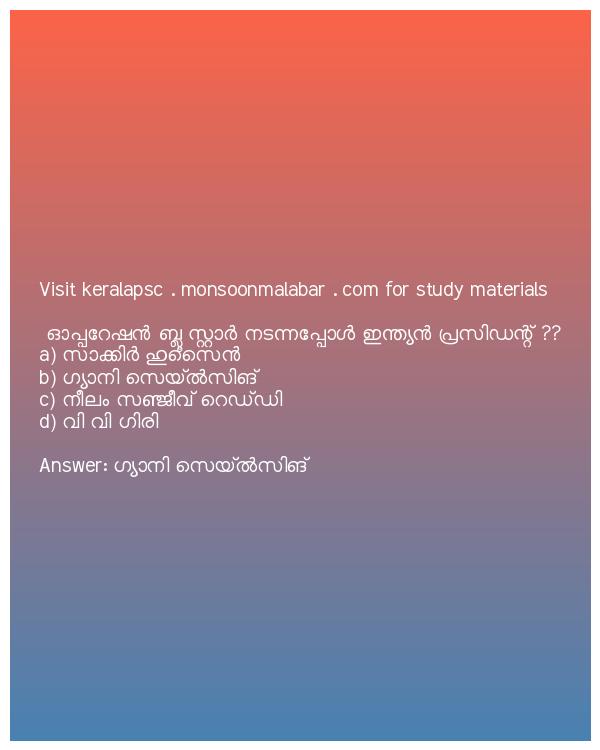 Visit keralapsc . monsoonmalabar . com for study materials
ഓപ്പറേഷൻ ബ്ലൂ സ്റ്റാർ നടന്നപ്പോൾ ഇന്ത്യൻ പ്രസിഡന്റ് ??
a) സാക്കിർ ഹുസൈൻ
b) ഗ്യാനി സെയ്ൽസിങ്
c) നീലം സഞ്ജീവ് റെഡ്ഡി
d) വി വി ഗിരി
Answer: ഗ്യാനി സെയ്ൽസിങ്